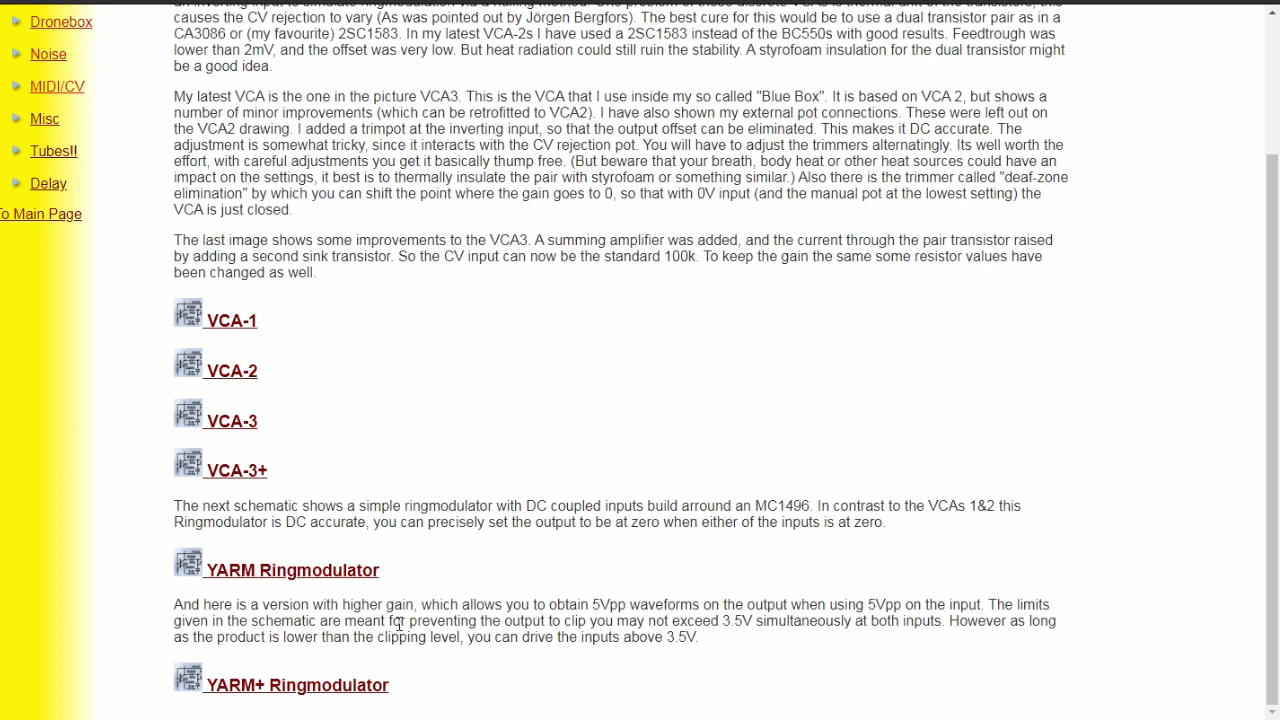 Dronebox
Noise
MIDI/CV
Misc
Tubes!!
Delay
To Main Page
an inverting input to simulate ringmodulation via a nulling method. One problem of these discrete VCAs is thermal drift of the transistors, this
causes the CV rejection to vary (As was pointed out by Jörgen Bergfors). The best cure for this would be to use a dual transistor pair as in a
CA3086 or (my favourite) 2SC1583. In my latest VCA-2s I have used a 2SC1583 instead of the BC550s with good results. Feedtrough was
lower than 2mV, and the offset was very low. But heat radiation could still ruin the stability. A styrofoam insulation for the dual transistor might
be a good idea.
My latest VCA is the one in the picture VCA3. This is the VCA that I use inside my so called "Blue Box". It is based on VCA 2, but shows a
number of minor improvements (which can be retrofitted to VCA2). I have also shown my external pot connections. These were left out on
the VCA2 drawing. I added a trimpot at the inverting input, so that the output offset can be eliminated. This makes it DC accurate. The
adjustment is somewhat tricky, since it interacts with the CV rejection pot. You will have to adjust the trimmers alternatingly. Its well worth the
effort, with careful adjustments you get it basically thump free. (But beware that your breath, body heat or other heat sources could have an
impact on the settings, it best is to thermally insulate the pair with styrofoam or something similar.) Also there is the trimmer called "deaf-zone
elimination" by which you can shift the point where the gain goes to 0, so that with 0V input (and the manual pot at the lowest setting) the
VCA is just closed.
The last image shows some improvements to the VCA3. A summing amplifier was added, and the current through the pair transistor raised
by adding a second sink transistor. So the CV input can now be the standard 100k. To keep the gain the same some resistor values have
been changed as well.
VCA-1
VCA-2
VCA-3
VCA-3+
The next schematic shows a simple ringmodulator with DC coupled inputs build arround an MC1496. In contrast to the VCAs 1&2 this
Ringmodulator is DC accurate, you can precisely set the output to be at zero when either of the inputs is at zero.
YARM Ringmodulator
And here is a version with higher gain, which allows you to obtain 5Vpp waveforms on the output when using 5Vpp on the input. The limits
given in the schematic are meant for preventing the output to clip you may not exceed 3.5V simultaneously at both inputs. However as long
as the product is lower than the clipping level, you can drive the inputs above 3.5V.
YARM+ Ringmodulator